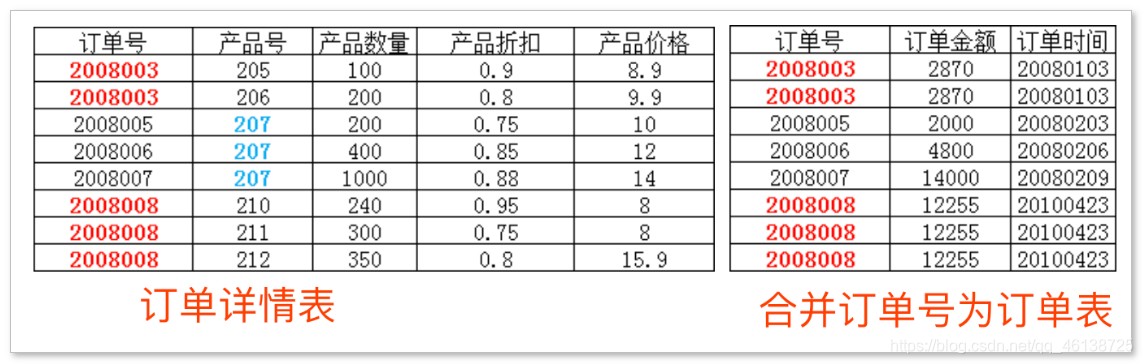 订单号 产品号 产品数量 产品折扣 产品价格
2008003 205 100 0.9 8.9
2008003 206 200 0.8 9.9
2008005 207 200 0.75 10
2008006 207 400 0.85 12
2008007 207 1000 0.88 14
2008008 210 240 0.95 8
2008008 211 300 0.75 8
2008008 212 350 0.8 15.9
订单详情表
订单号 订单金额 订单时间
2008003 2870 20080103
2008003 2870 20080103
2008005 2000 20080203
2008006 4800 20080206
2008007 14000 20080209
2008008 12255 20100423
2008008 12255 20100423
2008008 12255 20100423
合并订单号为订单表
https://blog.csdn.net/qq_46138725